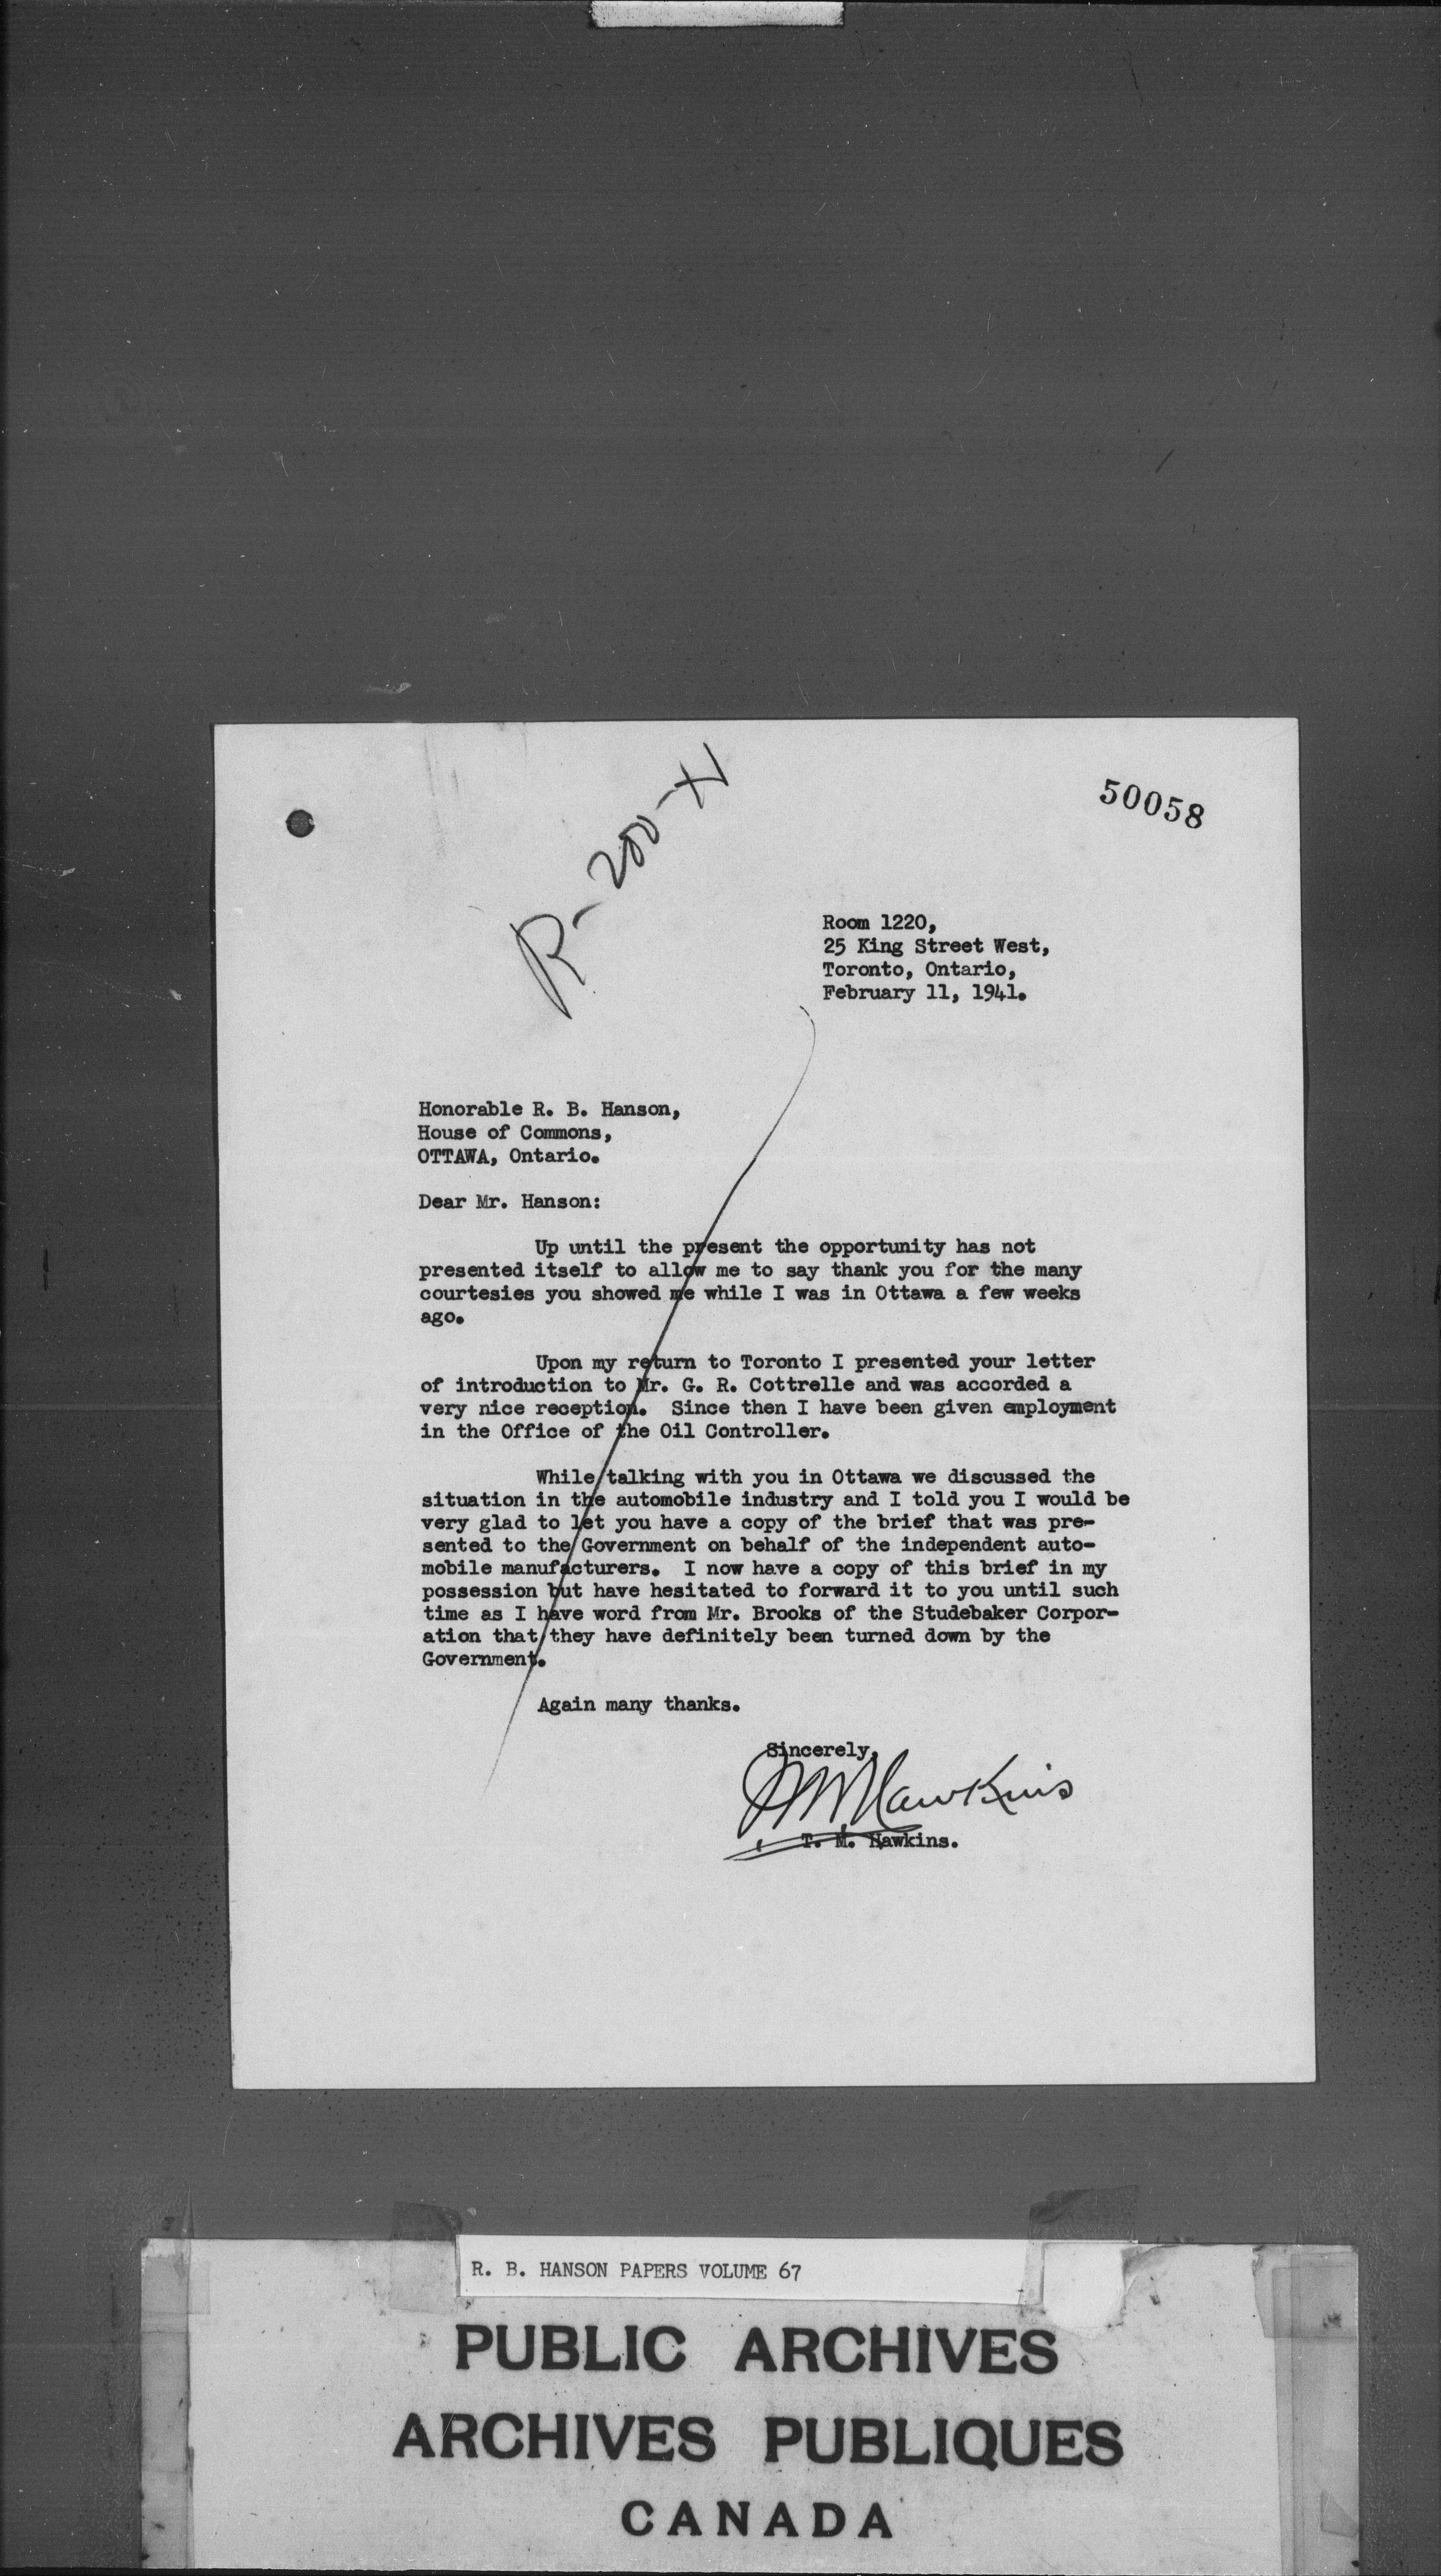 R-200-H
50058
Room 1220,
25 King Street West,
Toronto, Ontario,
February 11, 1941.
Honorable R. B. Hanson,
House of Commons,
OTTAWA, Ontario.
Dear Mr. Hanson:
Up until the present the opportunity has not
presented itself to allow me to say thank you for the many
courtesies you showed me while I was in Ottawa a few weeks
ago.
Upon my return to Toronto I presented your letter
of introduction to Mr. G. R. Cottrelle and was accorded a
very nice reception. Since then I have been given employment
in the Office of the Oil Controller.
While talking with you in Ottawa we discussed the
situation in the automobile industry and I told you I would be
very glad to let you have a copy of the brief that was pre-
sented to the Government on behalf of the independent auto-
mobile manufacturers. I now have a copy of this brief in my
possession but have hesitated to forward it to you until such
time as I have word from Mr. Brooks of the Studebaker Corpor-
ation that they have definitely been turned down by the
Government.
Again many thanks.
Sincerely,
TM Hawkins
T. M. Hawkins.
R. B. HANSON PAPERS VOLUME 67
PUBLIC ARCHIVES
ARCHIVES PUBLIQUES
CANADA